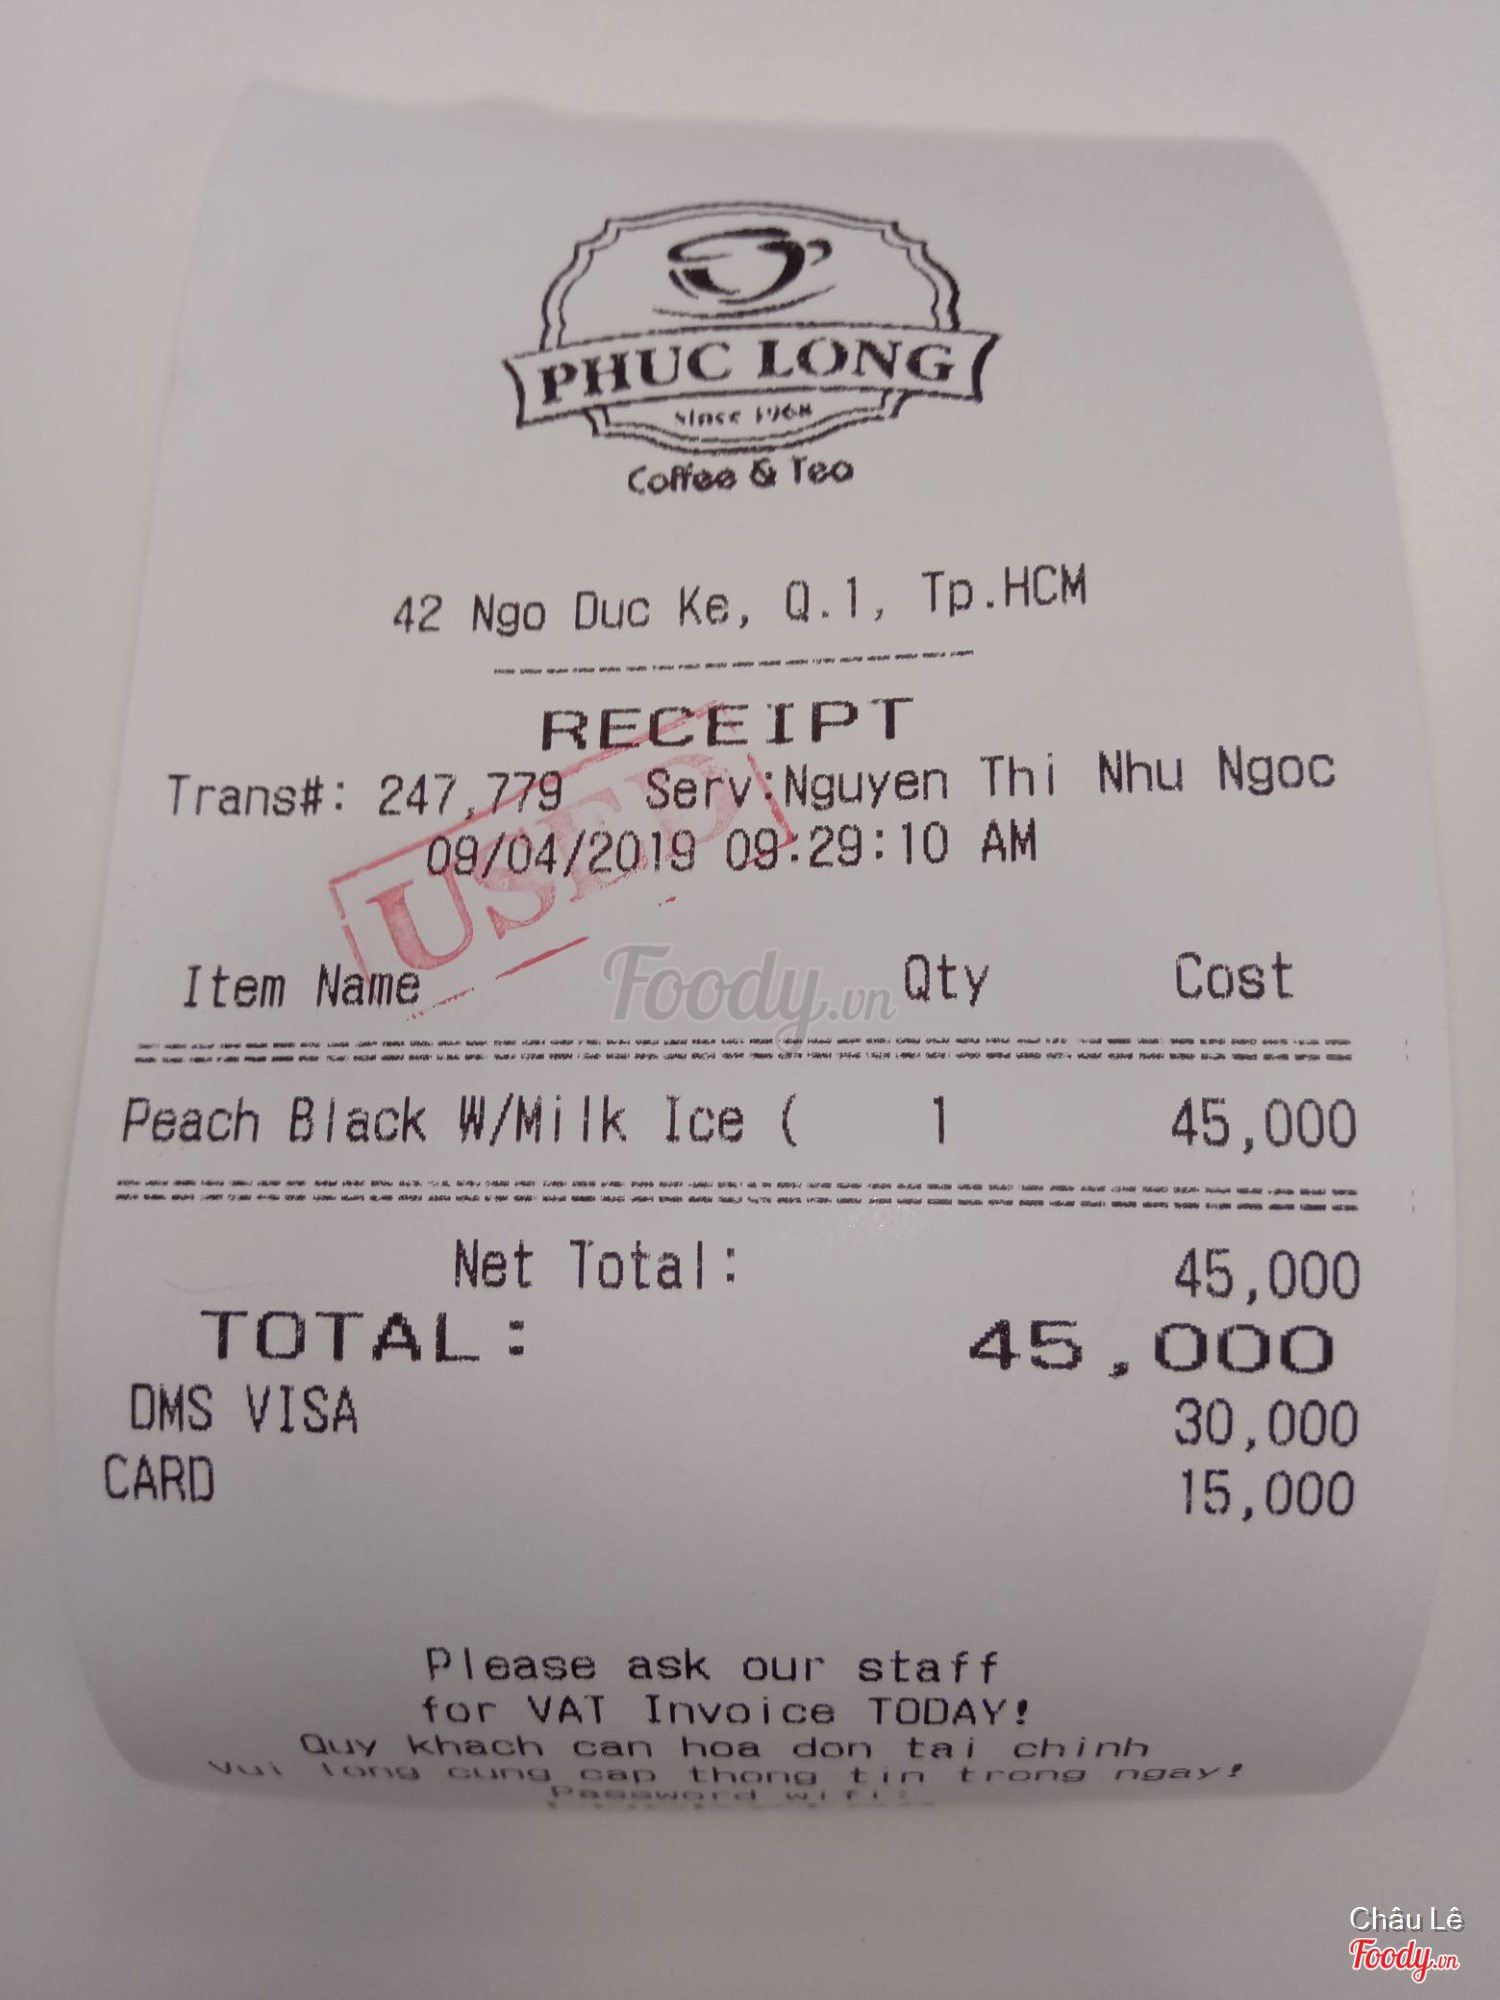 PHUC LONG
Since 1968
Coffee & Tea
42 Ngo Duc Ke, Q.1, Tp.HCM
RECEIPT
Trans#: 247,779 Serv:Nguyen Thi Nhu Ngoc
09/04/2019 09:29:10 AM
USED
Foody.vn
Item Name Qty Cost
Peach Black W/Milk Ice ( 1 45,000
Net Total: 45,000
TOTAL: 45,000
DMS VISA 30,000
CARD 15,000
Please ask our staff
for VAT Invoice TODAY!
Quy khach can hoa don tai chinh
Vui long cung cap thong tin trong ngay!
Password wifi:
Châu Lê
Foody.vn